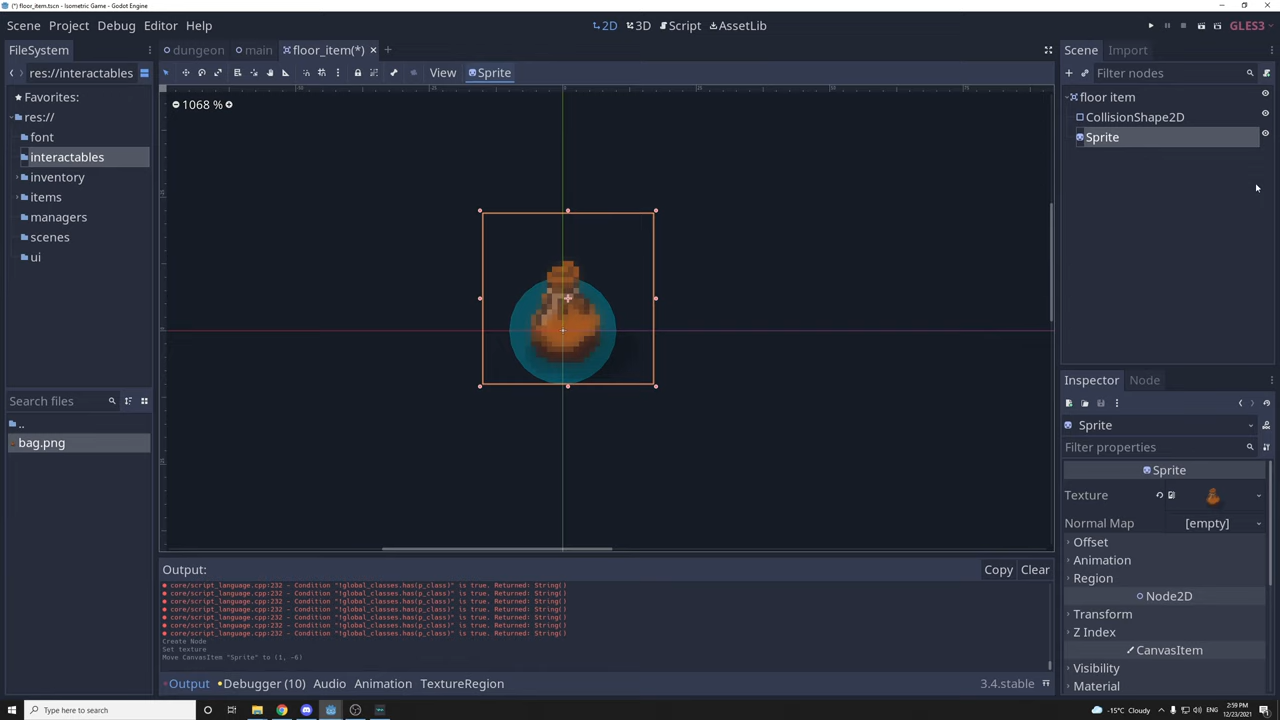 (*) floor_item.tscn - Isometric Game - Godot Engine
Scene Project Debug Editor Help
2D 3D Script AssetLib
GLES3
FileSystem
dungeon main floor_item(*)
Scene Import
res://interactables
View Sprite
Filter nodes
Favorites:
res://
font
interactables
inventory
items
managers
scenes
ui
1068 %
floor item
CollisionShape2D
Sprite
Search files
..
bag.png
Inspector Node
Sprite
Filter properties
Sprite
Texture
Normal Map [empty]
Offset
Animation
Region
Node2D
Transform
Z Index
CanvasItem
Visibility
Material
Output:
Copy Clear
core/script_language.cpp:232 - Condition "!global_classes.has(p_class)" is true. Returned: String()
core/script_language.cpp:232 - Condition "!global_classes.has(p_class)" is true. Returned: String()
core/script_language.cpp:232 - Condition "!global_classes.has(p_class)" is true. Returned: String()
core/script_language.cpp:232 - Condition "!global_classes.has(p_class)" is true. Returned: String()
core/script_language.cpp:232 - Condition "!global_classes.has(p_class)" is true. Returned: String()
core/script_language.cpp:232 - Condition "!global_classes.has(p_class)" is true. Returned: String()
core/script_language.cpp:232 - Condition "!global_classes.has(p_class)" is true. Returned: String()
Create Node
Set texture
Move CanvasItem "Sprite" to (1, -6)
Output Debugger (10) Audio Animation TextureRegion
3.4.stable
Type here to search
-15°C Cloudy ENG
2:59 PM
12/23/2021